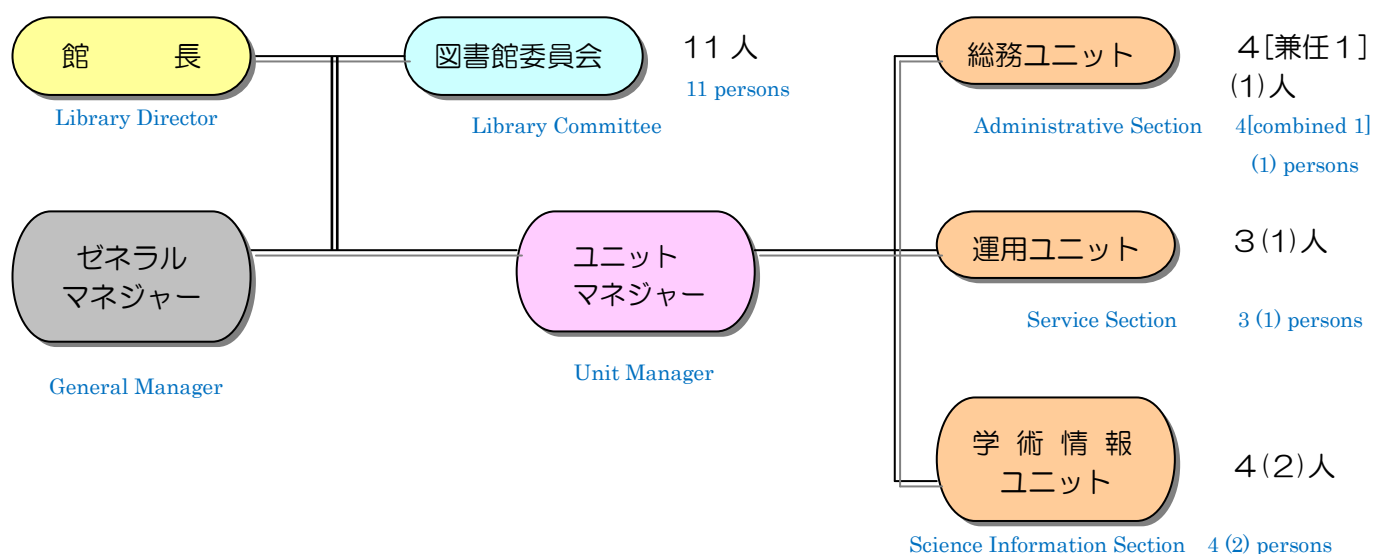 館　　長
Library Director
図書館委員会
11 人
11 persons
Library Committee
総務ユニット
4[兼任1]
(1)人
Administrative Section
4[combined 1]
(1) persons
ゼネラル
マネジャー
General Manager
ユニット
マネジャー
Unit Manager
運用ユニット
3(1)人
Service Section
3 (1) persons
学 術 情 報
ユニット
4(2)人
Science Information Section
4 (2) persons